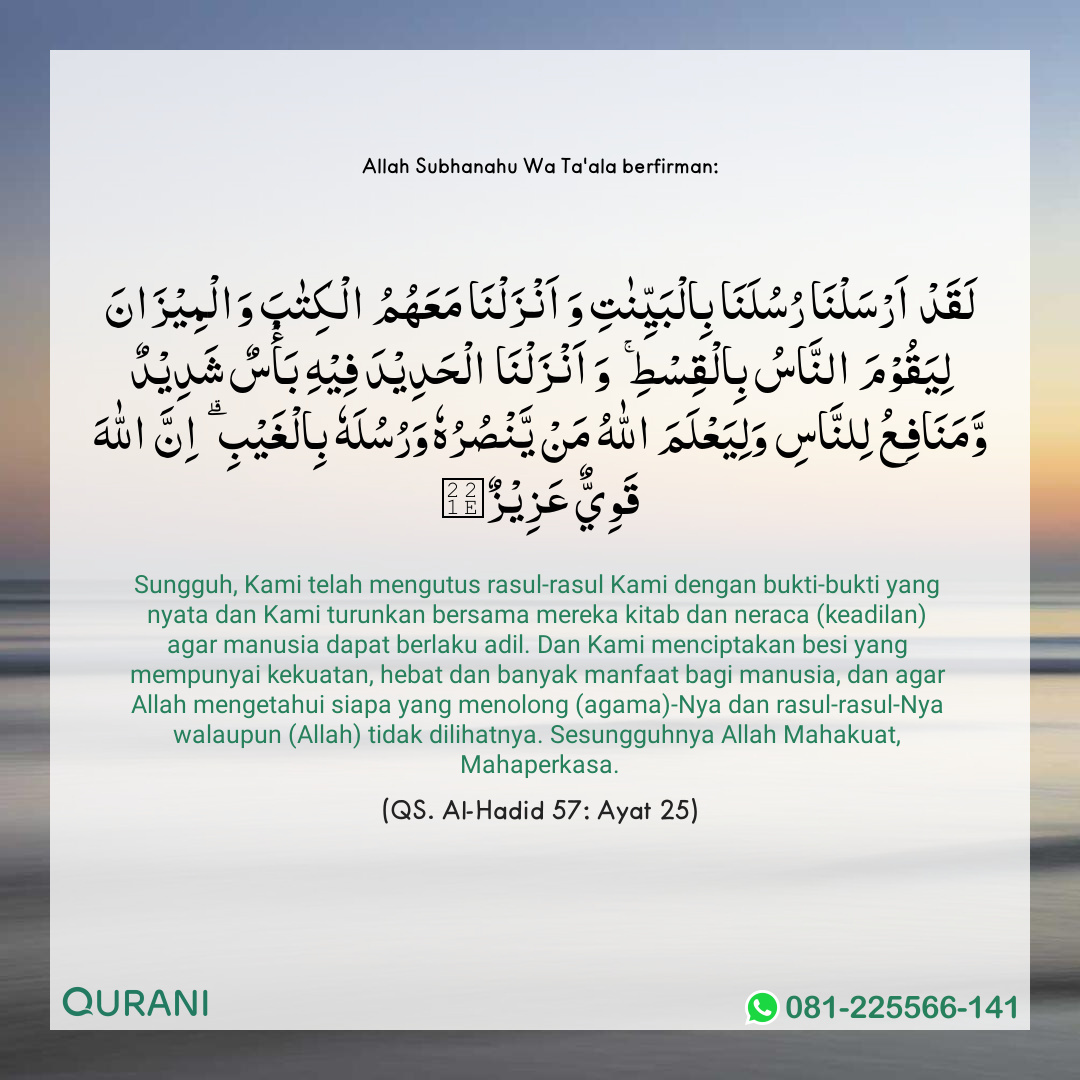 Allah Subhanahu Wa Ta'ala berfirman:
لَقَدْ اَرْسَلْنَا رُسُلَنَا بِالْبَيِّنٰتِ وَ اَنْزَلْنَا مَعَهُمُ الْكِتٰبَ وَ الْمِيْزَانَ
لِيَقُوْمَ النَّاسُ بِالْقِسْطِ ۚ وَ اَنْزَلْنَا الْحَدِيْدَ فِيْهِ بَأْسٌ شَدِيْدٌ
وَّمَنَافِعُ لِلنَّاسِ وَلِيَعْلَمَ اللّٰهُ مَنْ يَّنْصُرُهٗ وَرُسُلَهٗ بِالْغَيْبِ ۗ اِنَّ اللّٰهَ
قَوِيٌّ عَزِيْزٌ
Sungguh, Kami telah mengutus rasul-rasul Kami dengan bukti-bukti yang
nyata dan Kami turunkan bersama mereka kitab dan neraca (keadilan)
agar manusia dapat berlaku adil. Dan Kami menciptakan besi yang
mempunyai kekuatan, hebat dan banyak manfaat bagi manusia, dan agar
Allah mengetahui siapa yang menolong (agama)-Nya dan rasul-rasul-Nya
walaupun (Allah) tidak dilihatnya. Sesungguhnya Allah Mahakuat,
Mahaperkasa.
(QS. Al-Hadid 57: Ayat 25)
QURANI
081-225566-141